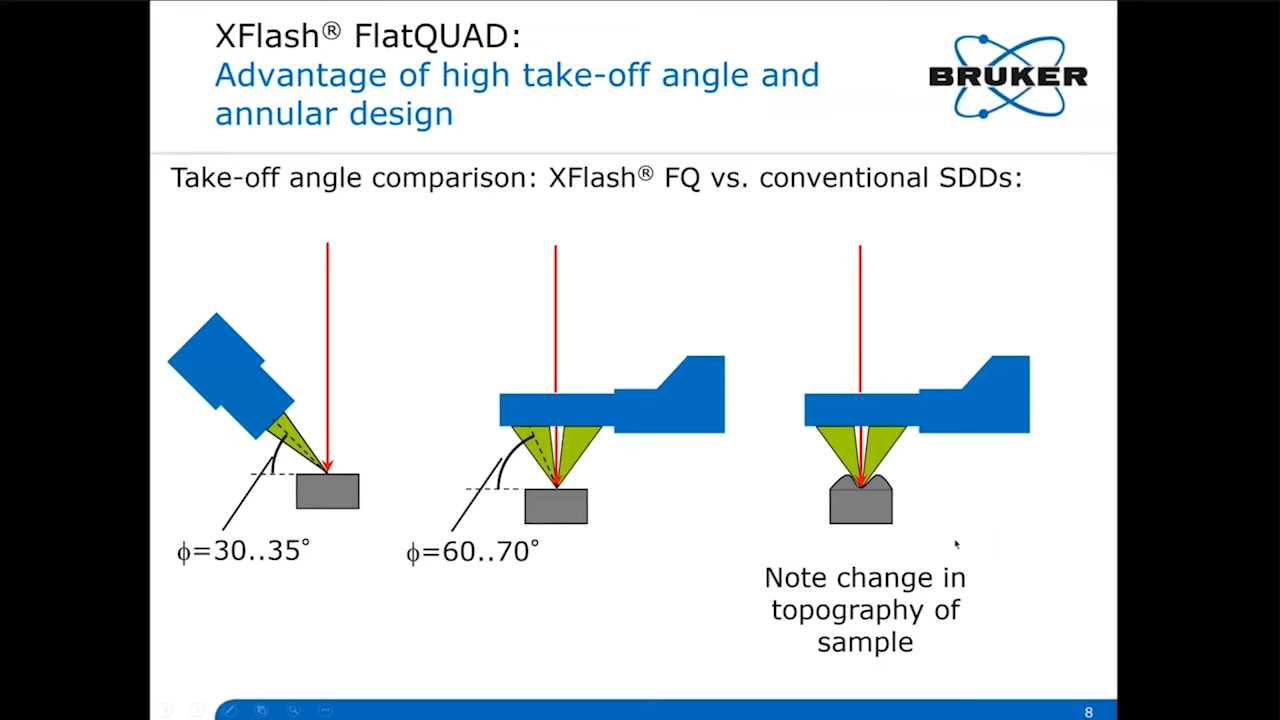 XFlash® FlatQUAD:
Advantage of high take-off angle and
annular design
BRUKER
Take-off angle comparison: XFlash® FQ vs. conventional SDDs:
ϕ=30..35°
ϕ=60..70°
Note change in
topography of
sample
8